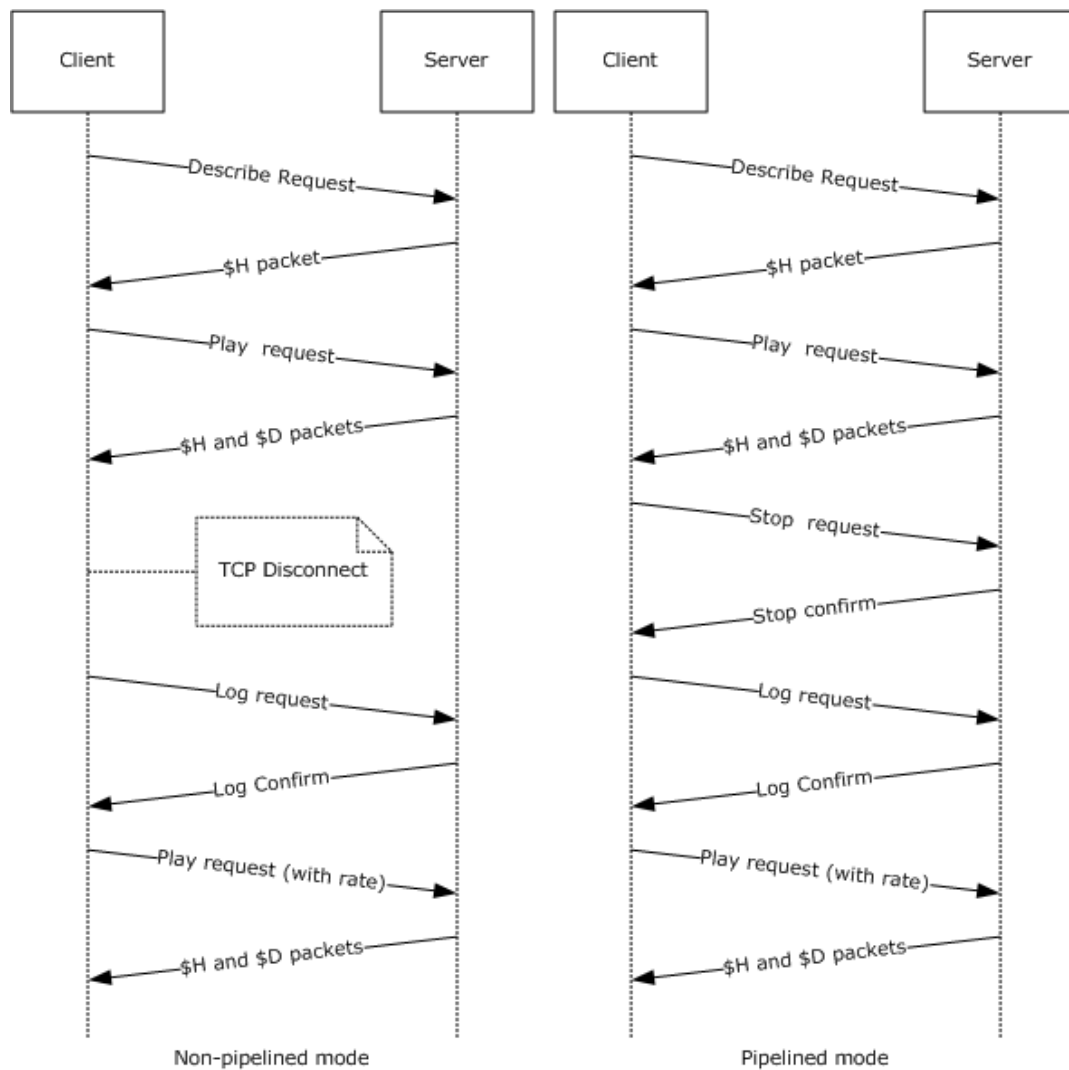 Client
Server
Describe Request
$H packet
Play  request
$H and $D packets
TCP Disconnect
Log request
Log Confirm
Play request (with rate)
$H and $D packets
Non-pipelined mode
Client
Server
Describe Request
$H packet
Play  request
$H and $D packets
Stop  request
Stop confirm
Log request
Log Confirm
Play request (with rate)
$H and $D packets
Pipelined mode